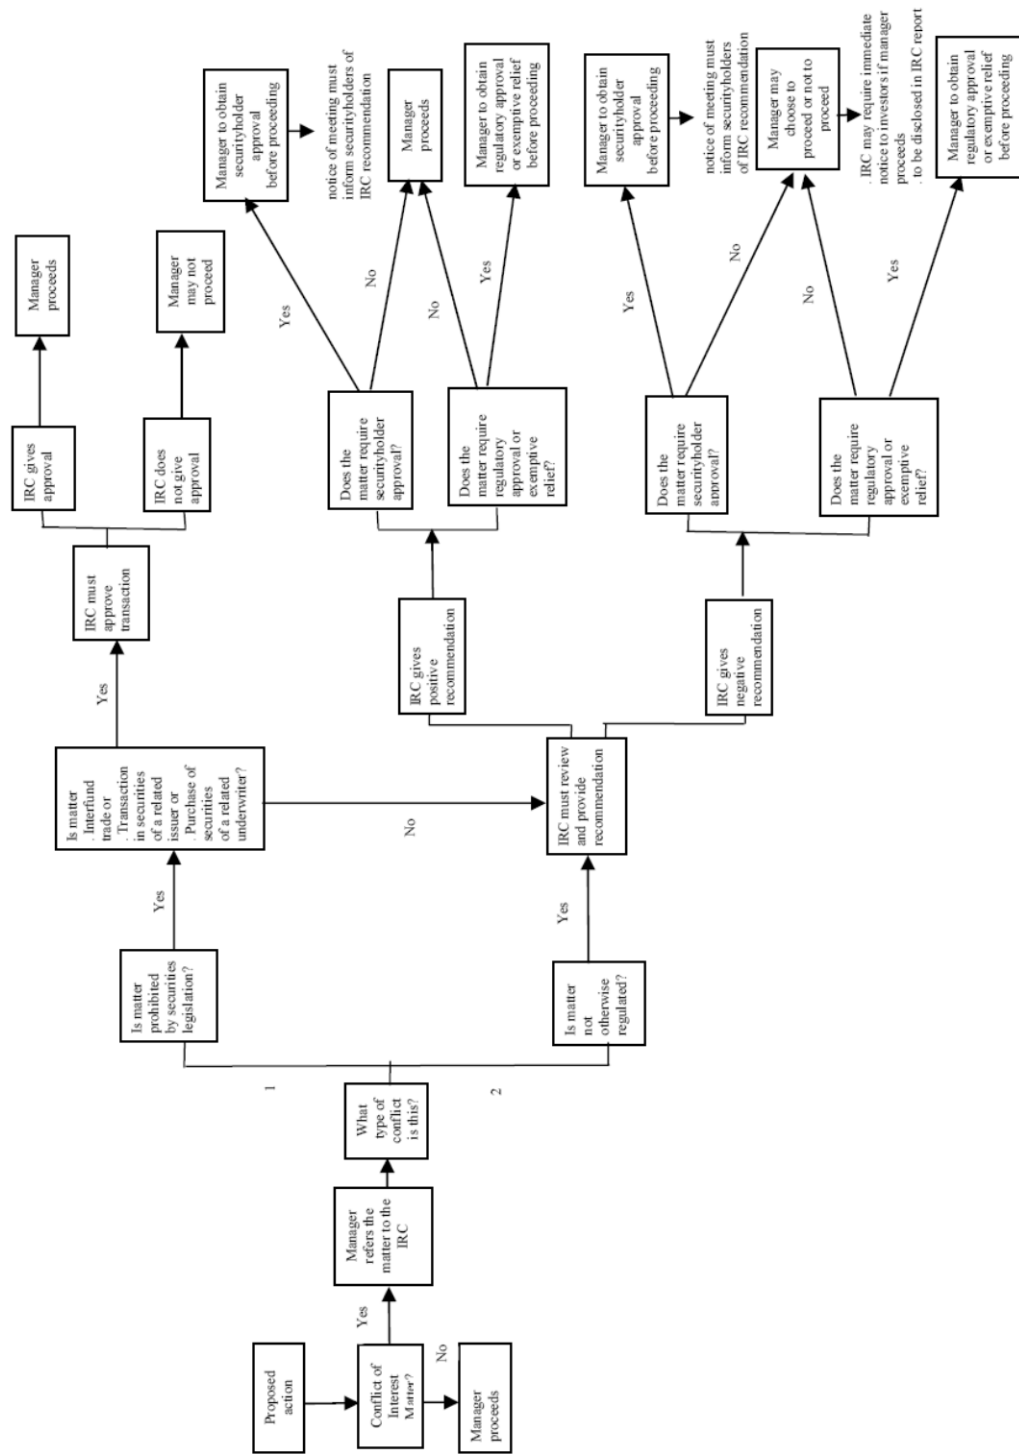 Proposed
action
Conflict of
Interest
Matter?
No
Manager
proceeds
Yes
Manager
refers the
matter to the
IRC
What
type of
conflict
is this?
1
2
Is matter
prohibited
by securities
legislation?
Yes
Is matter
. Interfund
trade or
. Transaction
in securities
of a related
issuer or
. Purchase of
securities
of a related
underwriter?
Yes
IRC must
approve
transaction
IRC gives
approval
Manager
proceeds
IRC does
not give
approval
Manager
may not
proceed
No
Is matter
not
otherwise
regulated?
Yes
IRC must review
and provide
recommendation
IRC gives
positive
recommendation
Does the
matter require
securityholder
approval?
Yes
Manager to obtain
securityholder
approval
before proceeding
notice of meeting must
inform securityholders of
IRC recommendation
No
Manager
proceeds
No
Does the
matter require
regulatory
approval or
exemptive
relief?
Yes
Manager to obtain
regulatory approval
or exemptive relief
before proceeding
IRC gives
negative
recommendation
Does the
matter require
securityholder
approval?
Yes
Manager to obtain
securityholder
approval
before proceeding
notice of meeting must
inform securityholders
of IRC recommendation
No
Manager may
choose to
proceed or not to
proceed
. IRC may require immediate
notice to investors if manager
proceeds
. to be disclosed in IRC report
No
Does the
matter require
regulatory
approval or
exemptive
relief?
Yes
Manager to obtain
regulatory approval
or exemptive relief
before proceeding